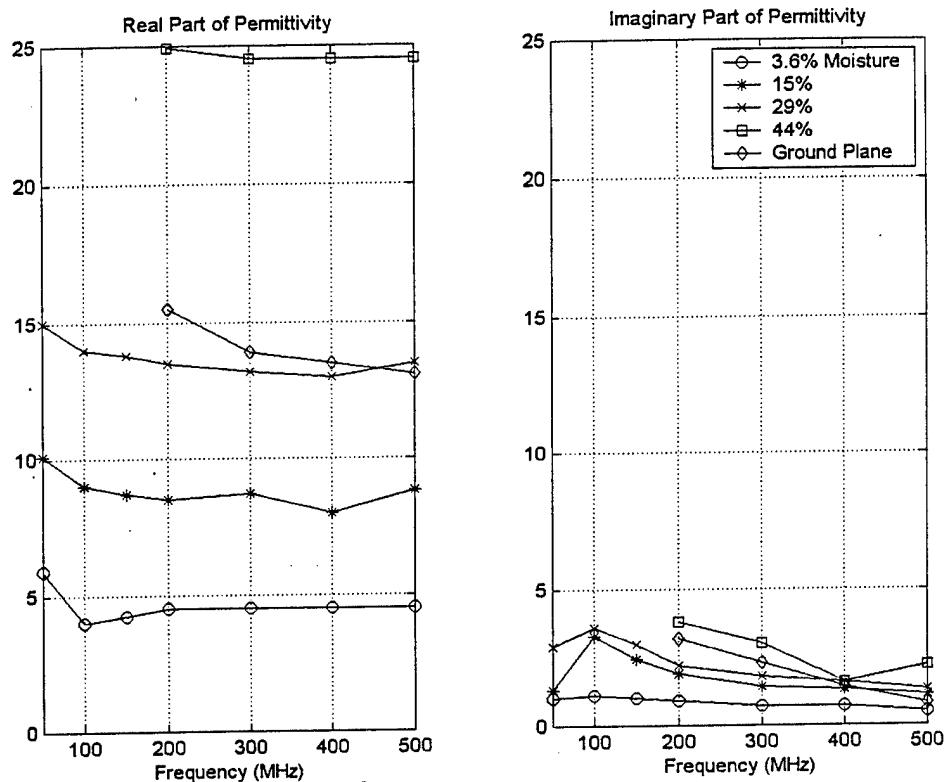 Real Part of Permittivity
25
20
15
10
5
0
100 200 300 400 500
Frequency (MHz)
Imaginary Part of Permittivity
25
20
15
10
5
0
100 200 300 400 500
Frequency (MHz)
3.6% Moisture
15%
29%
44%
Ground Plane